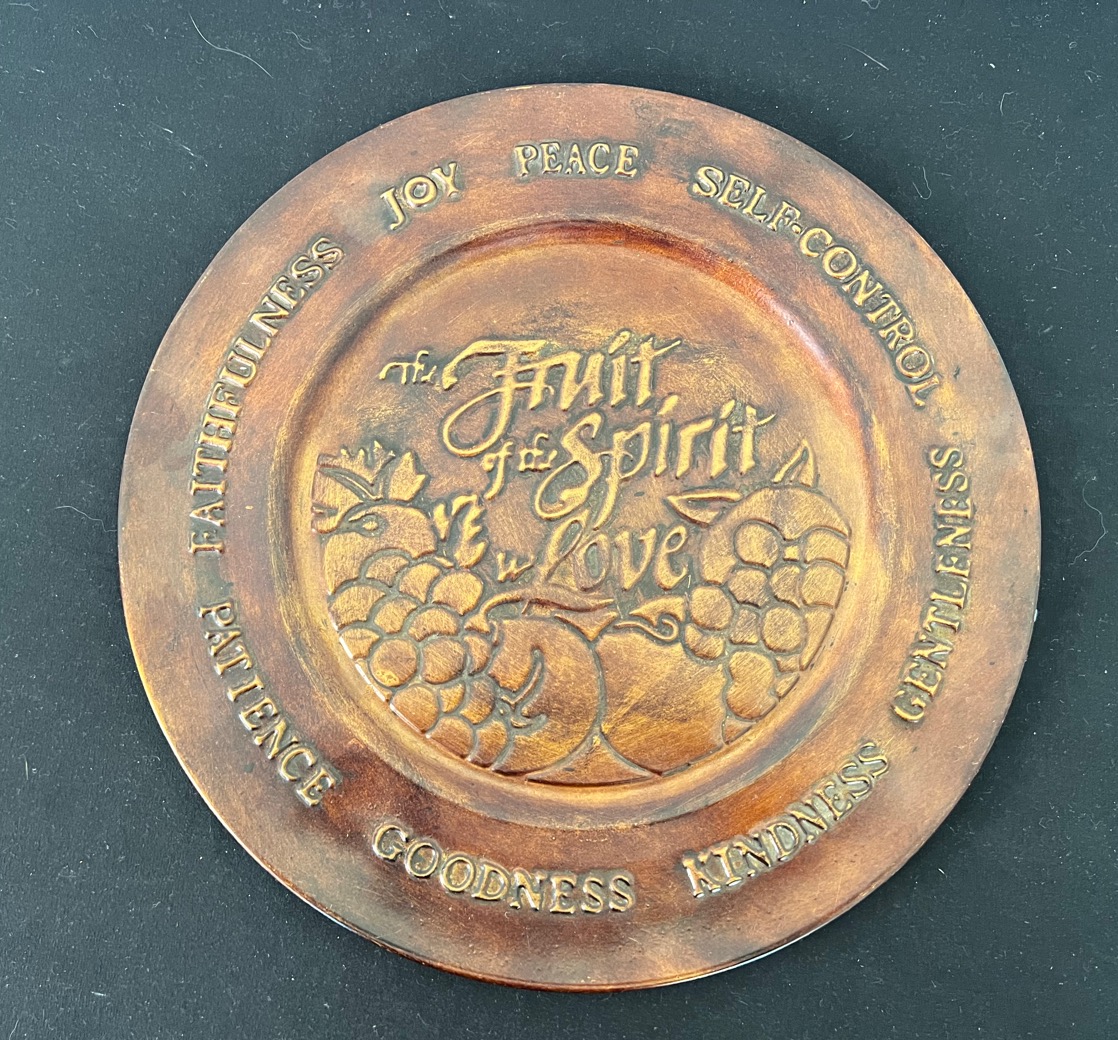 The Fruit
of the Spirit
is Love
JOY
PEACE
SELF-CONTROL
GENTLENESS
KINDNESS
GOODNESS
PATIENCE
FAITHFULNESS